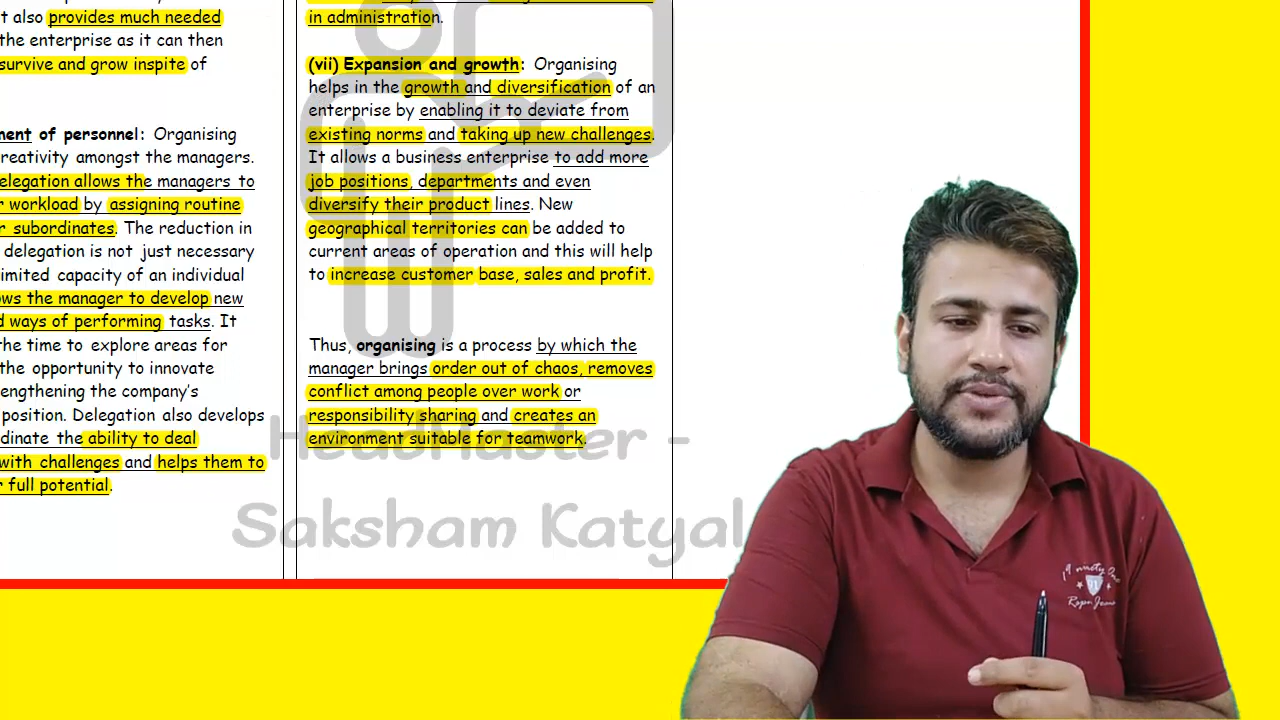 t also provides much needed
the enterprise as it can then
survive and grow inspite of
ment of personnel: Organising
reativity amongst the managers.
elegation allows the managers to
r workload by assigning routine
r subordinates. The reduction in
delegation is not just necessary
imited capacity of an individual
ows the manager to develop new
d ways of performing tasks. It
the time to explore areas for
the opportunity to innovate
engthening the company's
position. Delegation also develops
dinate the ability to deal
with challenges and helps them to
r full potential.
in administration.
(vii) Expansion and growth: Organising
helps in the growth and diversification of an
enterprise by enabling it to deviate from
existing norms and taking up new challenges.
It allows a business enterprise to add more
job positions, departments and even
diversify their product lines. New
geographical territories can be added to
current areas of operation and this will help
to increase customer base, sales and profit.
Thus, organising is a process by which the
manager brings order out of chaos, removes
conflict among people over work or
responsibility sharing and creates an
environment suitable for teamwork.
HeadMaster -
Saksham Katyal